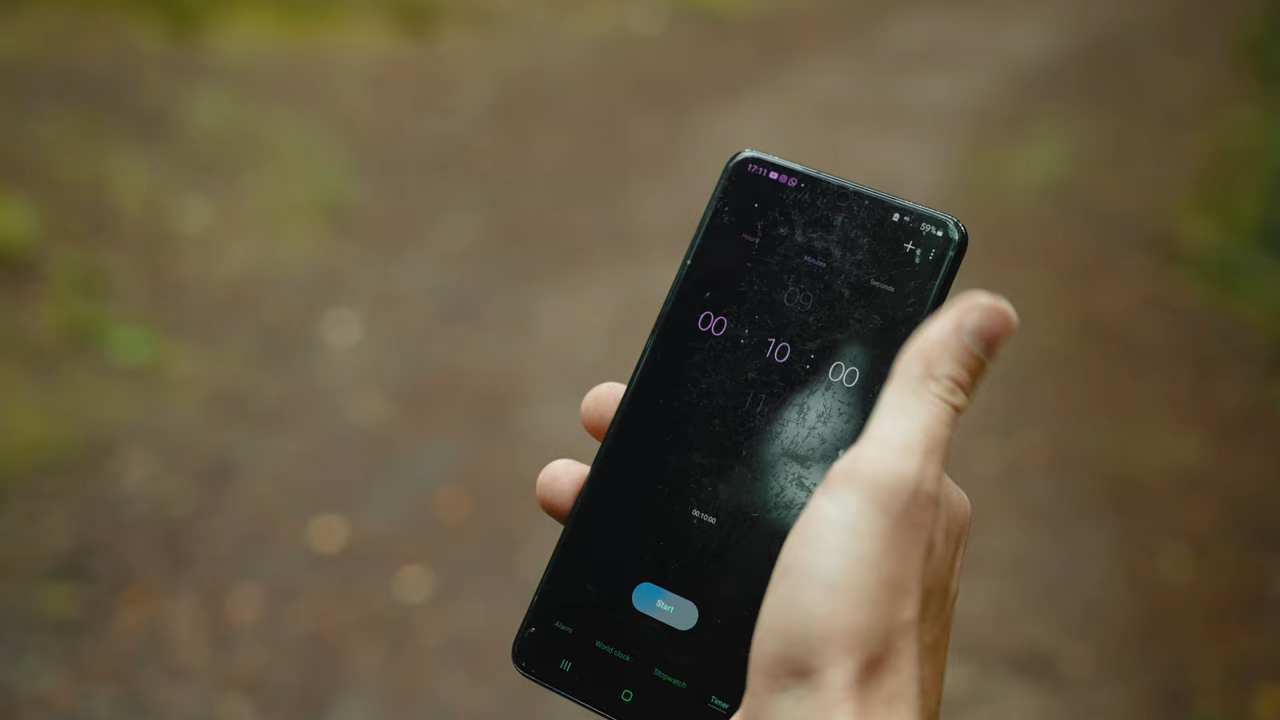 17:11
59%
Hours
Minutes
Seconds
09
00 : 10 : 00
11
00:10:00
Start
Alarm
World clock
Stopwatch
Timer